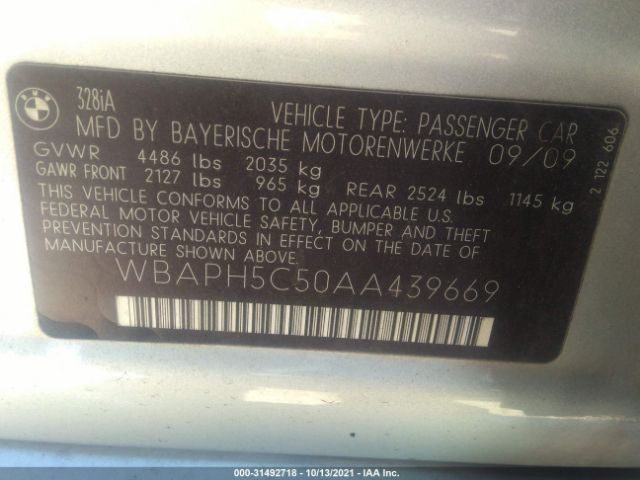 BMW
328iA
VEHICLE TYPE: PASSENGER CAR
MFD BY BAYERISCHE MOTORENWERKE 09/09
GVWR 4486 lbs 2035 kg
GAWR FRONT 2127 lbs 965 kg REAR 2524 lbs 1145 kg
THIS VEHICLE CONFORMS TO ALL APPLICABLE U.S.
FEDERAL MOTOR VEHICLE SAFETY, BUMPER AND THEFT
PREVENTION STANDARDS IN EFFECT ON THE DATE OF
MANUFACTURE SHOWN ABOVE.
WBAPH5C50AA439669
2 122 606
000-31492718 - 10/13/2021 - IAA Inc.